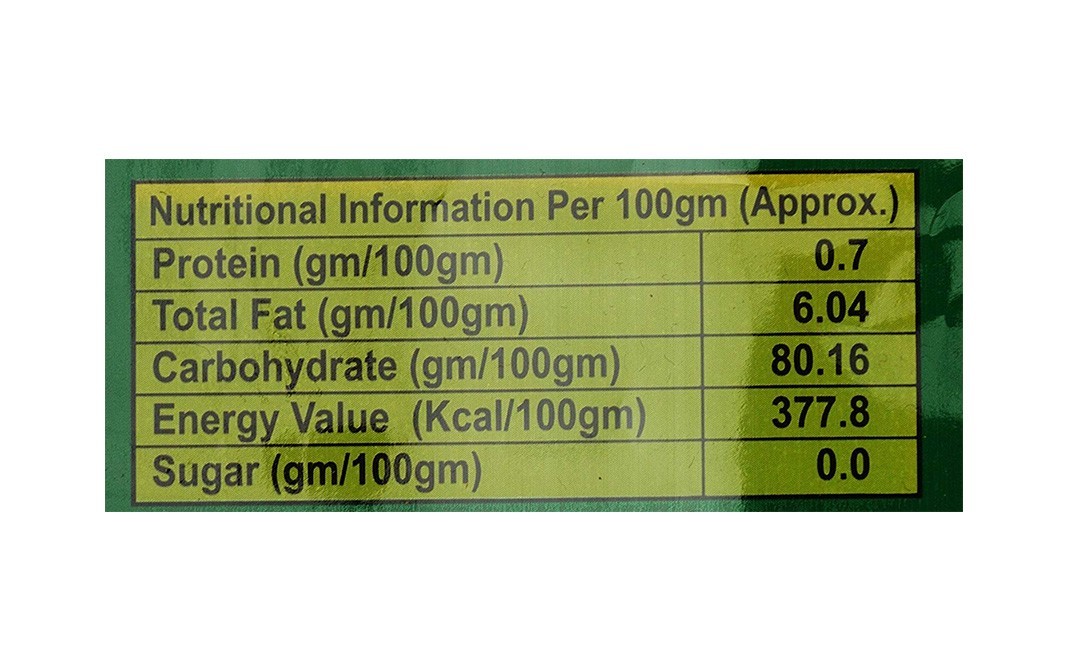 Nutritional Information Per 100gm (Approx.)
Protein (gm/100gm) 0.7
Total Fat (gm/100gm) 6.04
Carbohydrate (gm/100gm) 80.16
Energy Value (Kcal/100gm) 377.8
Sugar (gm/100gm) 0.0